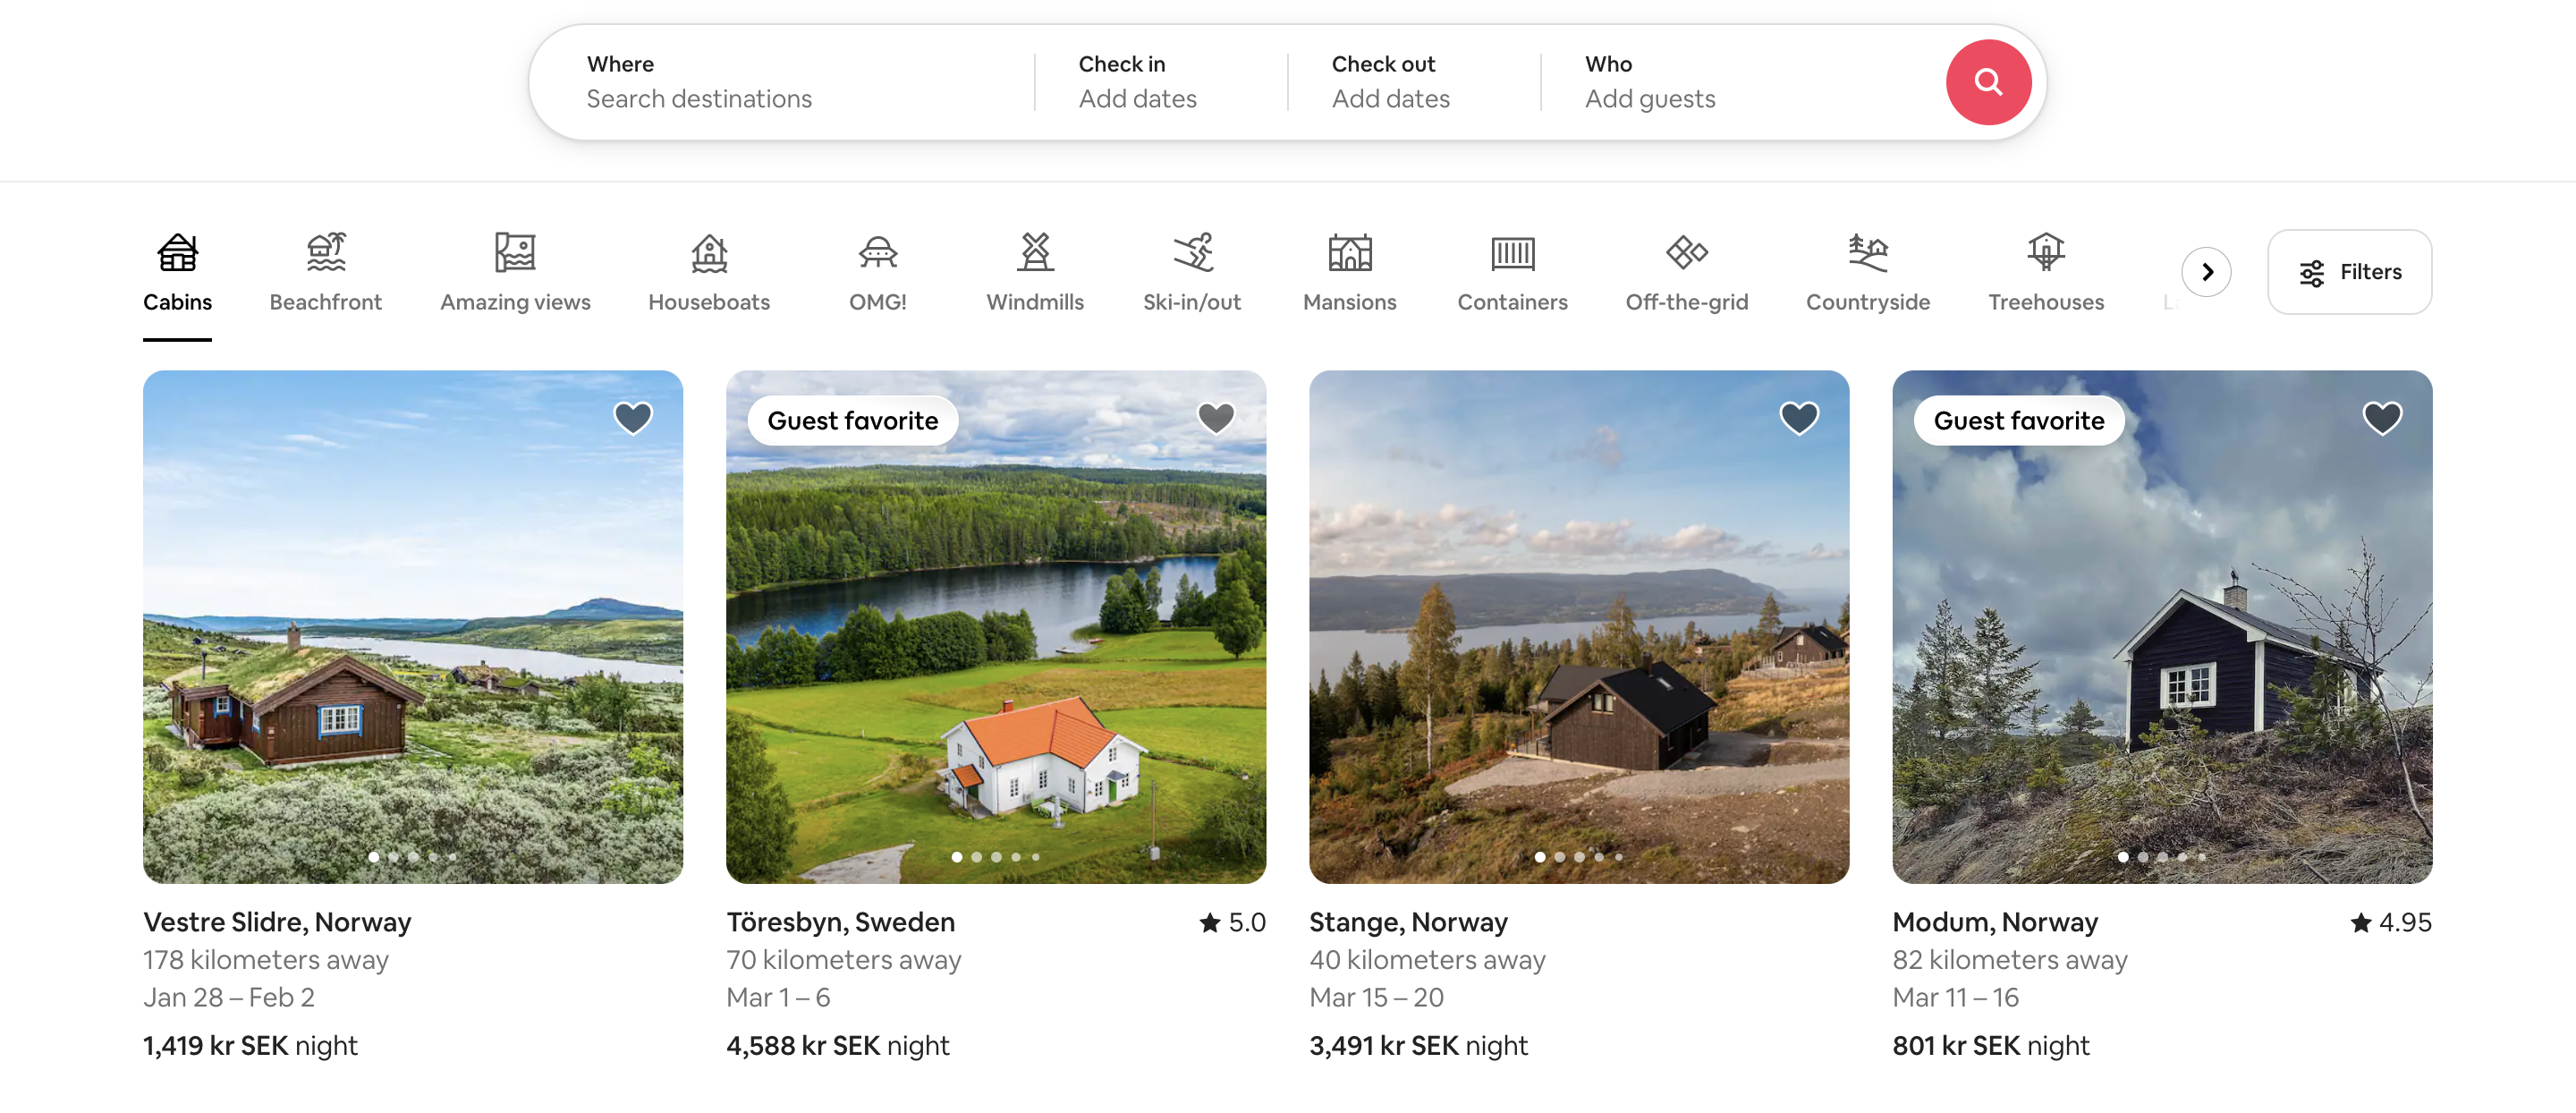 Where
Search destinations
Check in
Add dates
Check out
Add dates
Who
Add guests
Cabins
Beachfront
Amazing views
Houseboats
OMG!
Windmills
Ski-in/out
Mansions
Containers
Off-the-grid
Countryside
Treehouses
Filters
Guest favorite
Guest favorite
Vestre Slidre, Norway
178 kilometers away
Jan 28 – Feb 2
1,419 kr SEK night
Töresbyn, Sweden
5.0
70 kilometers away
Mar 1 – 6
4,588 kr SEK night
Stange, Norway
40 kilometers away
Mar 15 – 20
3,491 kr SEK night
Modum, Norway
4.95
82 kilometers away
Mar 11 – 16
801 kr SEK night